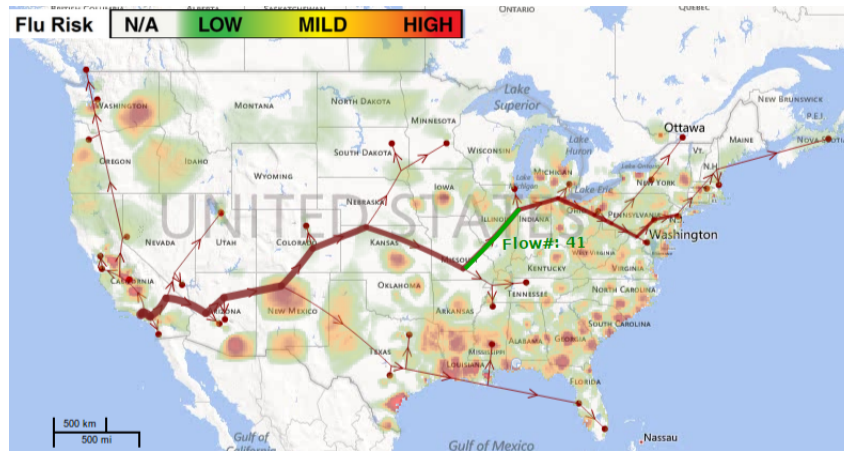 BRITISH COLUMBIA
ALBERTA
SASKATCHEWAN
ONTARIO
QUEBEC
Flu Risk N/A LOW MILD HIGH
Lake Superior
NEW BRUNSWICK
P.E.I.
WASHINGTON
MONTANA
NORTH DAKOTA
MINNESOTA
Ottawa
MAINE
NOVA SCOTIA
OREGON
IDAHO
SOUTH DAKOTA
WISCONSIN
Lake Huron
MICHIGAN
Lake Michigan
Lake Ontario
Vt.
N.H.
WYOMING
IOWA
NEW YORK
Lake Erie
NEBRASKA
UNITED STATES
ILLINOIS
INDIANA
OHIO
PENNSYLVANIA
N.J.
NEVADA
UTAH
COLORADO
KANSAS
MISSOURI
Flow#: 41
Washington
WEST VIRGINIA
VIRGINIA
KENTUCKY
CALIFORNIA
ARIZONA
NEW MEXICO
OKLAHOMA
ARKANSAS
TENNESSEE
NORTH CAROLINA
SOUTH CAROLINA
TEXAS
LOUISIANA
MISSISSIPPI
ALABAMA
GEORGIA
FLORIDA
500 km
500 mi
Gulf of
California
Gulf of Mexico
Nassau